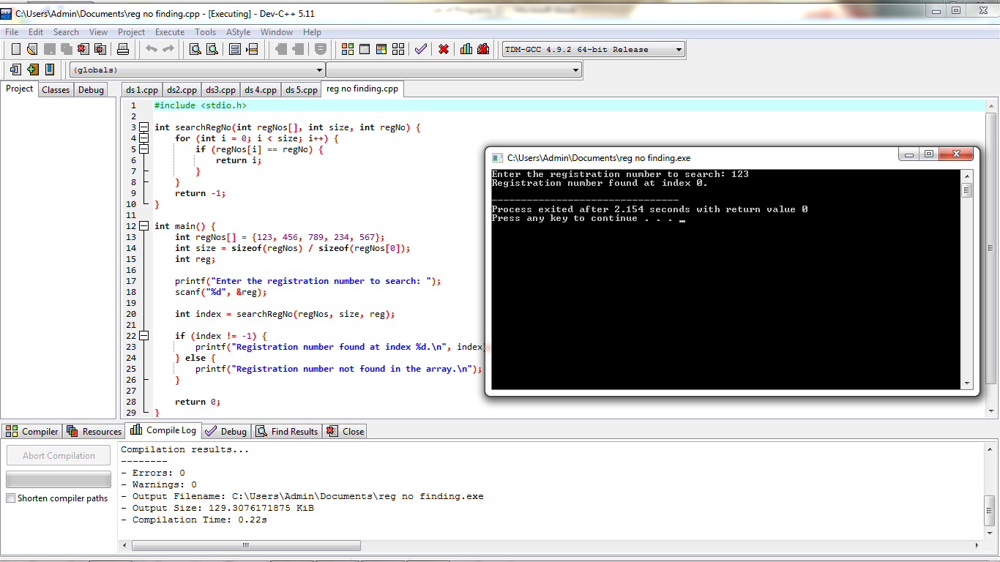 C:\Users\Admin\Documents\reg no finding.cpp - [Executing] - Dev-C++ 5.11
File Edit Search View Project Execute Tools AStyle Window Help
TDM-GCC 4.9.2 64-bit Release
(globals)
Project Classes Debug
ds 1.cpp ds2.cpp ds3.cpp ds 4.cpp ds 5.cpp reg no finding.cpp
1 #include <stdio.h>
2
3 int searchRegNo(int regNos[], int size, int regNo) {
4 for (int i = 0; i < size; i++) {
5 if (regNos[i] == regNo) {
6 return i;
7 }
8 }
9 return -1;
10 }
11
12 int main() {
13 int regNos[] = {123, 456, 789, 234, 567};
14 int size = sizeof(regNos) / sizeof(regNos[0]);
15 int reg;
16
17 printf("Enter the registration number to search: ");
18 scanf("%d", &reg);
19
20 int index = searchRegNo(regNos, size, reg);
21
22 if (index != -1) {
23 printf("Registration number found at index %d.\n", index)
24 } else {
25 printf("Registration number not found in the array.\n");
26 }
27
28 return 0;
29 }
C:\Users\Admin\Documents\reg no finding.exe
Enter the registration number to search: 123
Registration number found at index 0.
--------------------------------
Process exited after 2.154 seconds with return value 0
Press any key to continue . . . _
Compiler Resources Compile Log Debug Find Results Close
Abort Compilation
Shorten compiler paths
Compilation results...
--------
- Errors: 0
- Warnings: 0
- Output Filename: C:\Users\Admin\Documents\reg no finding.exe
- Output Size: 129.3076171875 KiB
- Compilation Time: 0.22s